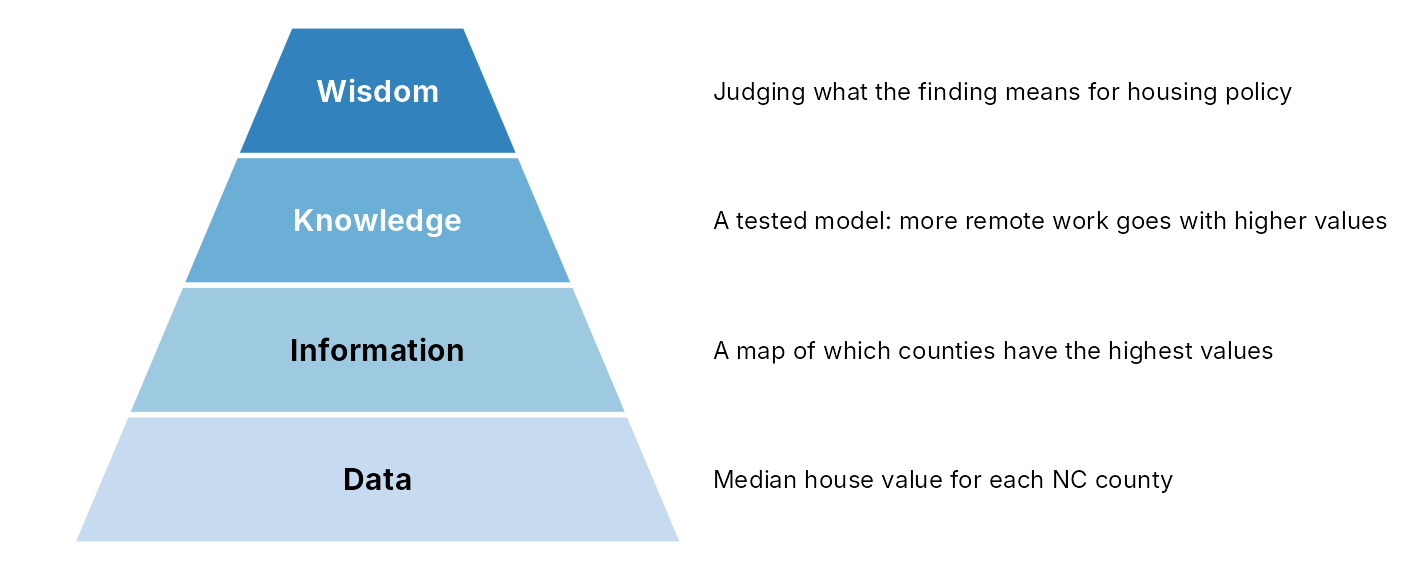 Wisdom
Judging what the finding means for housing policy
Knowledge
A tested model: more remote work goes with higher values
Information
A map of which counties have the highest values
Data
Median house value for each NC county